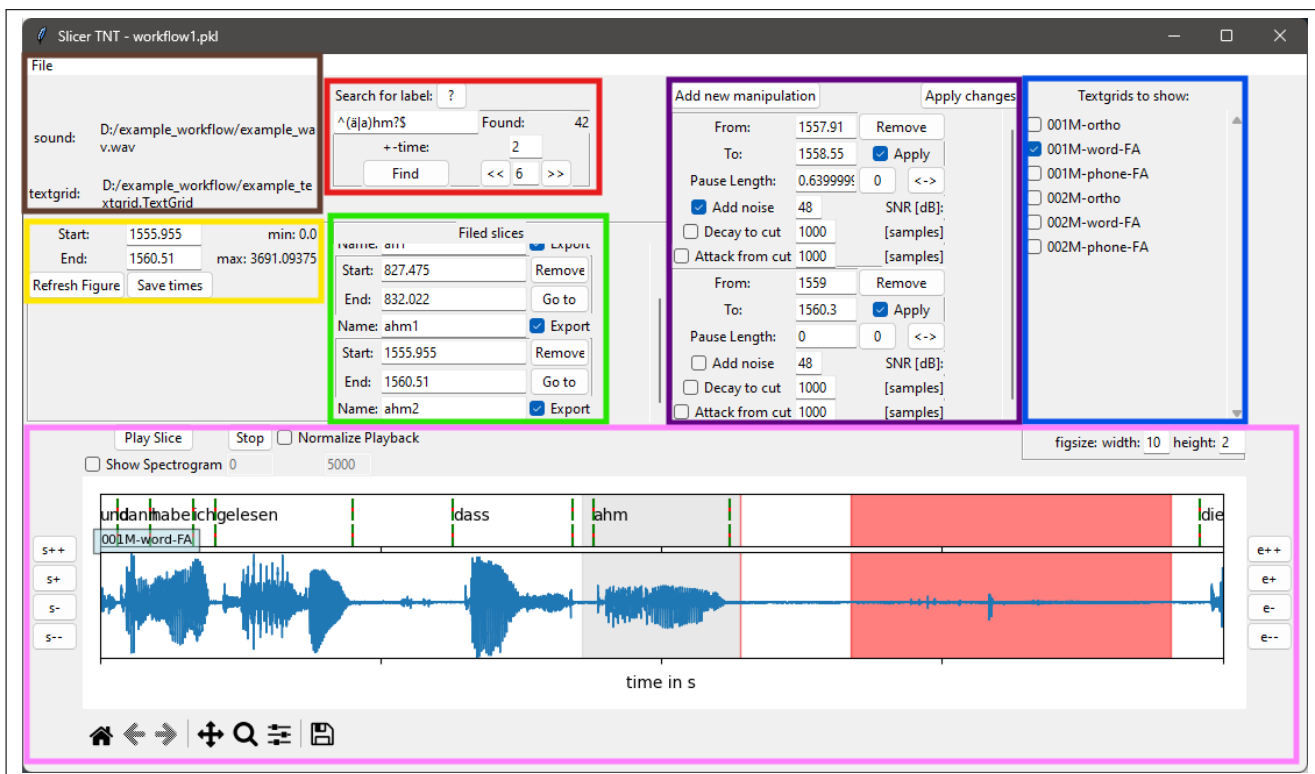 Slicer TNT - workflow1.pkl
File
sound: D:/example_workflow/example_wa
v.wav
textgrid: D:/example_workflow/example_te
xtgrid.TextGrid
Search for label: ?
^(ä|a)hm?$ Found: 42
+-time: 2
Find << 6 >>
Start: 1555.955 min: 0.0
End: 1560.51 max: 3691.09375
Refresh Figure Save times
Filed slices
Name: ahm Export
Start: 827.475 Remove
End: 832.022 Go to
Name: ahm1 Export
Start: 1555.955 Remove
End: 1560.51 Go to
Name: ahm2 Export
Add new manipulation Apply changes
From: 1557.91 Remove
To: 1558.55 Apply
Pause Length: 0.6399999 0 <->
Add noise 48 SNR [dB]:
Decay to cut 1000 [samples]
Attack from cut 1000 [samples]
From: 1559 Remove
To: 1560.3 Apply
Pause Length: 0 0 <->
Add noise 48 SNR [dB]:
Decay to cut 1000 [samples]
Attack from cut 1000 [samples]
Textgrids to show:
001M-ortho
001M-word-FA
001M-phone-FA
002M-ortho
002M-word-FA
002M-phone-FA
Play Slice Stop Normalize Playback
figsize: width: 10 height: 2
Show Spectrogram 0 5000
und dann habe ich gelesen dass ahm die
001M-word-FA
s++
s+
s-
s--
e++
e+
e-
e--
time in s